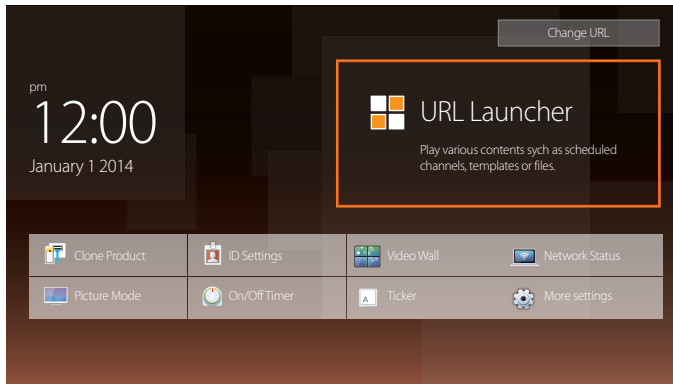 Change URL
pm
12:00
January 1 2014
URL Launcher
Play various contents sych as scheduled
channels, templates or files.
Clone Product
ID Settings
Video Wall
Network Status
Picture Mode
On/Off Timer
A
Ticker
More settings